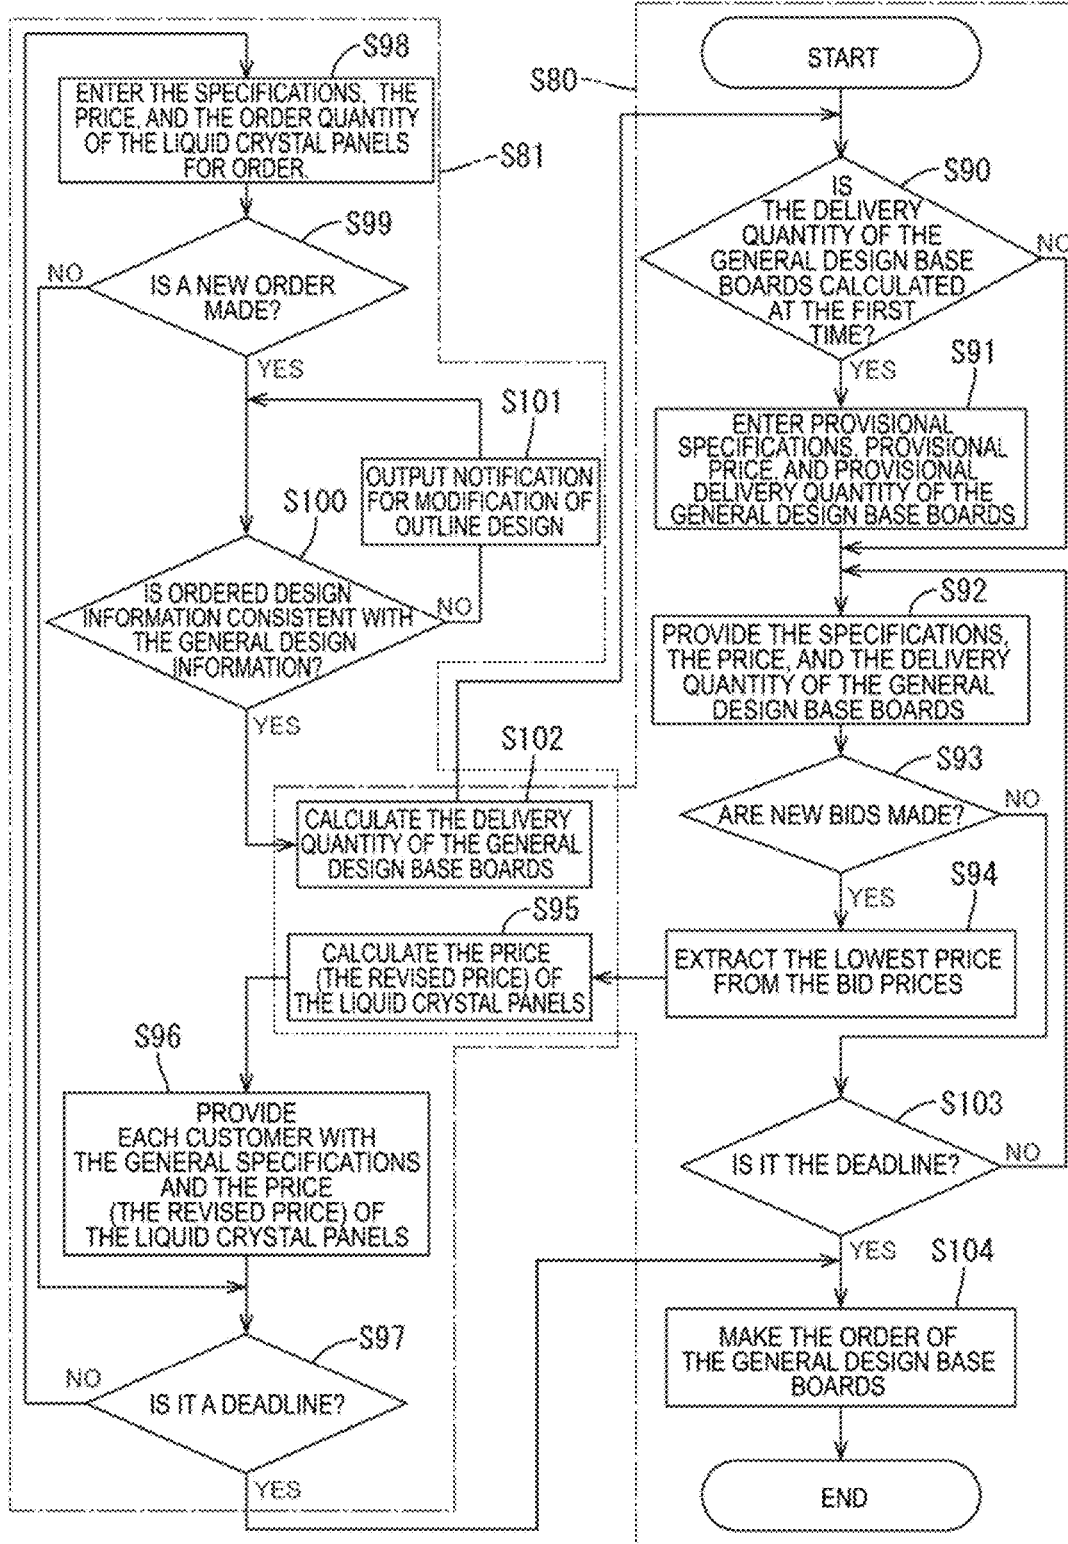 START
S80
S90
IS
THE DELIVERY
QUANTITY OF THE
GENERAL DESIGN BASE
BOARDS CALCULATED
AT THE FIRST
TIME?
NO
YES
S91
ENTER PROVISIONAL
SPECIFICATIONS, PROVISIONAL
PRICE, AND PROVISIONAL
DELIVERY QUANTITY OF THE
GENERAL DESIGN BASE BOARDS
S92
PROVIDE THE SPECIFICATIONS,
THE PRICE, AND THE DELIVERY
QUANTITY OF THE GENERAL
DESIGN BASE BOARDS
S93
ARE NEW BIDS MADE?
NO
YES
S94
EXTRACT THE LOWEST PRICE
FROM THE BID PRICES
S95
CALCULATE THE PRICE
(THE REVISED PRICE) OF
THE LIQUID CRYSTAL PANELS
S96
PROVIDE
EACH CUSTOMER WITH
THE GENERAL SPECIFICATIONS
AND THE PRICE
(THE REVISED PRICE) OF
THE LIQUID CRYSTAL PANELS
S97
IS IT A DEADLINE?
NO
YES
S98
ENTER THE SPECIFICATIONS, THE
PRICE, AND THE ORDER QUANTITY
OF THE LIQUID CRYSTAL PANELS
FOR ORDER.
S81
S99
IS A NEW ORDER
MADE?
NO
YES
S100
IS ORDERED DESIGN
INFORMATION CONSISTENT WITH
THE GENERAL DESIGN
INFORMATION?
NO
YES
S101
OUTPUT NOTIFICATION
FOR MODIFICATION OF
OUTLINE DESIGN
S102
CALCULATE THE DELIVERY
QUANTITY OF THE GENERAL
DESIGN BASE BOARDS
S103
IS IT THE DEADLINE?
NO
YES
S104
MAKE THE ORDER OF
THE GENERAL DESIGN BASE
BOARDS
END